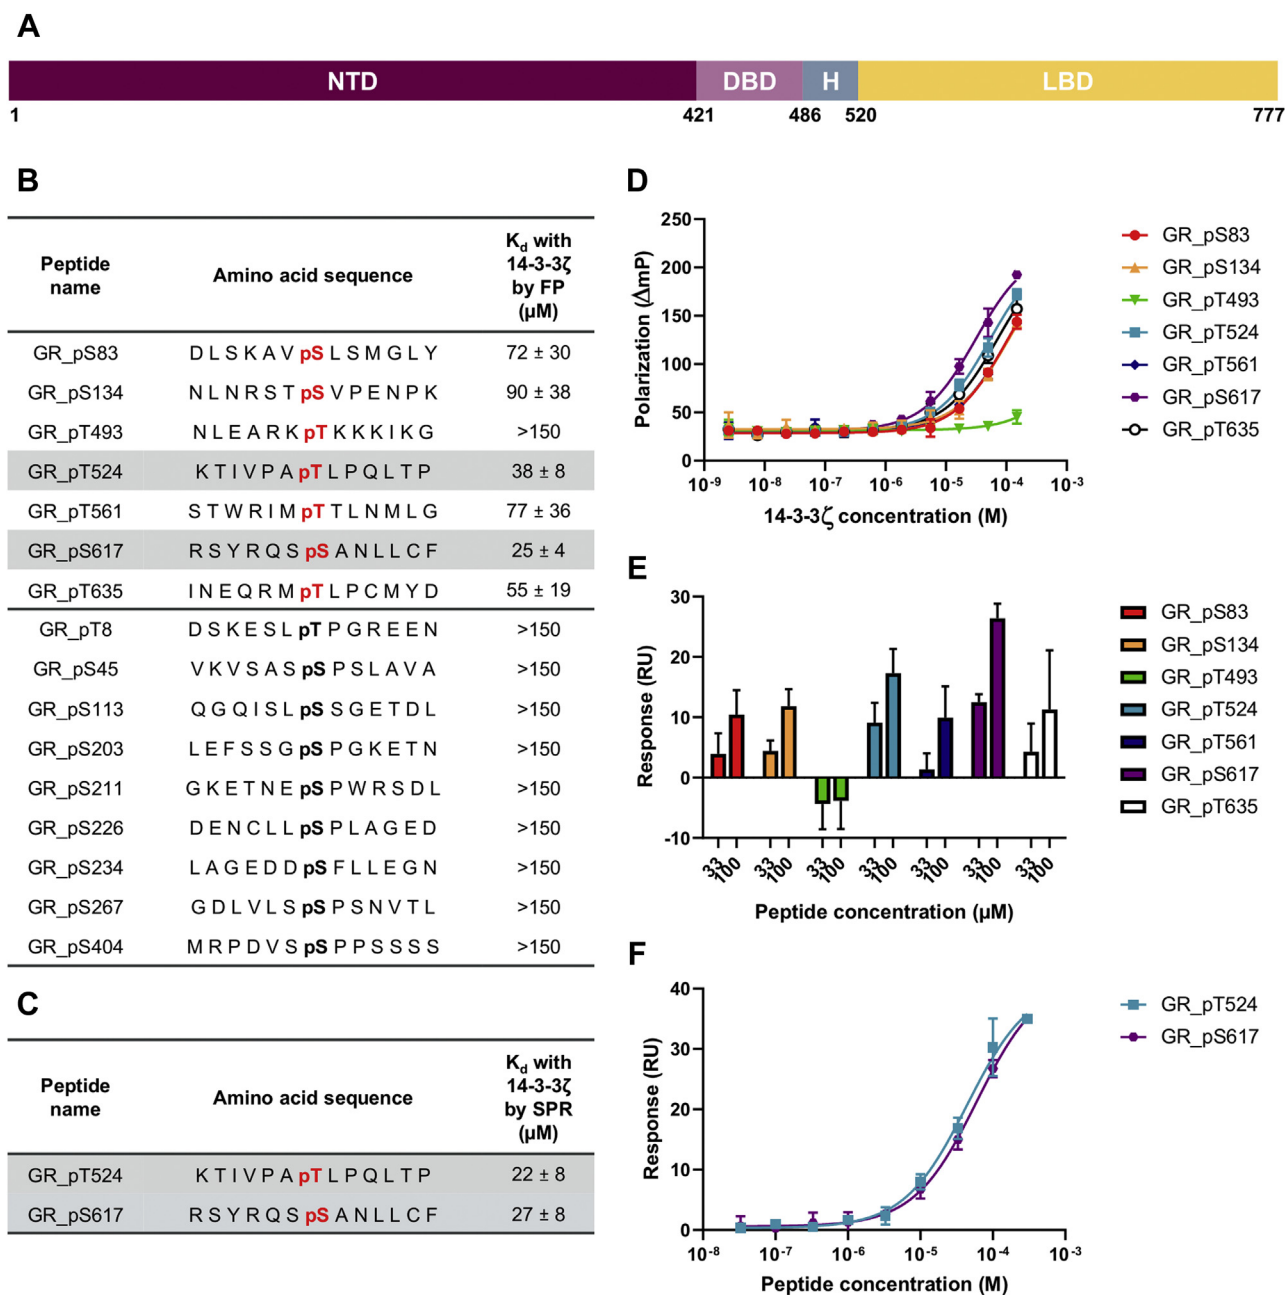 A
NTD DBD H LBD
1 421 486 520 777
B
Peptide name Amino acid sequence Kd with 14-3-3ζ by FP (µM)
GR_pS83 D L S K A V pS L S M G L Y 72 ± 30
GR_pS134 N L N R S T pS V P E N P K 90 ± 38
GR_pT493 N L E A R K pT K K K I K G >150
GR_pT524 K T I V P A pT L P Q L T P 38 ± 8
GR_pT561 S T W R I M pT T L N M L G 77 ± 36
GR_pS617 R S Y R Q S pS A N L L C F 25 ± 4
GR_pT635 I N E Q R M pT L P C M Y D 55 ± 19
GR_pT8 D S K E S L pT P G R E E N >150
GR_pS45 V K V S A S pS P S L A V A >150
GR_pS113 Q G Q I S L pS S G E T D L >150
GR_pS203 L E F S S G pS P G K E T N >150
GR_pS211 G K E T N E pS P W R S D L >150
GR_pS226 D E N C L L pS P L A G E D >150
GR_pS234 L A G E D D pS F L L E G N >150
GR_pS267 G D L V L S pS P S N V T L >150
GR_pS404 M R P D V S pS P P S S S S >150
C
Peptide name Amino acid sequence Kd with 14-3-3ζ by SPR (µM)
GR_pT524 K T I V P A pT L P Q L T P 22 ± 8
GR_pS617 R S Y R Q S pS A N L L C F 27 ± 8
D
Polarization (ΔmP)
250
200
150
100
50
0
10⁻⁹ 10⁻⁸ 10⁻⁷ 10⁻⁶ 10⁻⁵ 10⁻⁴ 10⁻³
14-3-3ζ concentration (M)
GR_pS83
GR_pS134
GR_pT493
GR_pT524
GR_pT561
GR_pS617
GR_pT635
E
Response (RU)
30
20
10
0
-10
33 100 33 100 33 100 33 100 33 100 33 100 33 100
Peptide concentration (µM)
GR_pS83
GR_pS134
GR_pT493
GR_pT524
GR_pT561
GR_pS617
GR_pT635
F
Response (RU)
40
30
20
10
0
10⁻⁸ 10⁻⁷ 10⁻⁶ 10⁻⁵ 10⁻⁴ 10⁻³
Peptide concentration (M)
GR_pT524
GR_pS617